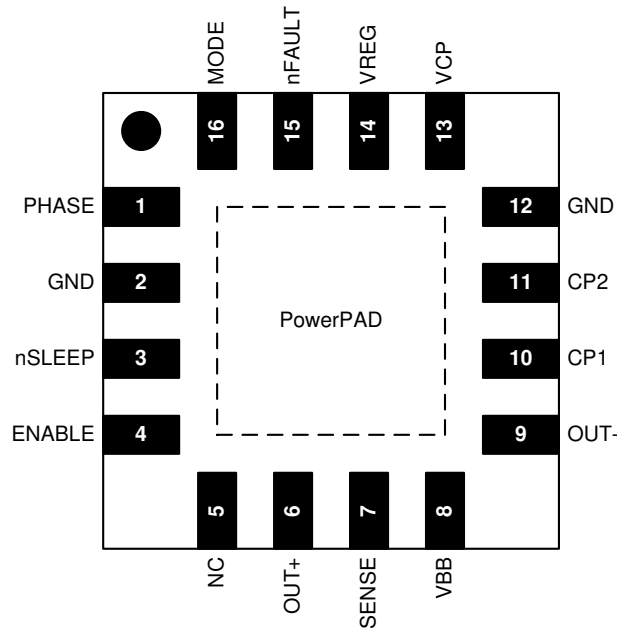 MODE
nFAULT
VREG
VCP
16
15
14
13
PHASE 1
12 GND
GND 2
11 CP2
PowerPAD
nSLEEP 3
10 CP1
ENABLE 4
9 OUT-
5
6
7
8
NC
OUT+
SENSE
VBB